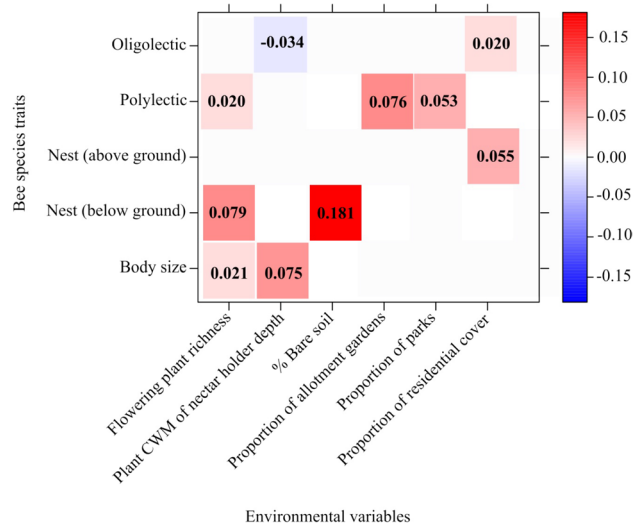 Bee species traits
Oligolectic
-0.034
0.020
Polylectic
0.020
0.076
0.053
Nest (above ground)
0.055
Nest (below ground)
0.079
0.181
Body size
0.021
0.075
Flowering plant richness
Plant CWM of nectar holder depth
% Bare soil
Proportion of allotment gardens
Proportion of parks
Proportion of residential cover
Environmental variables
0.15
0.10
0.05
0.00
-0.05
-0.10
-0.15